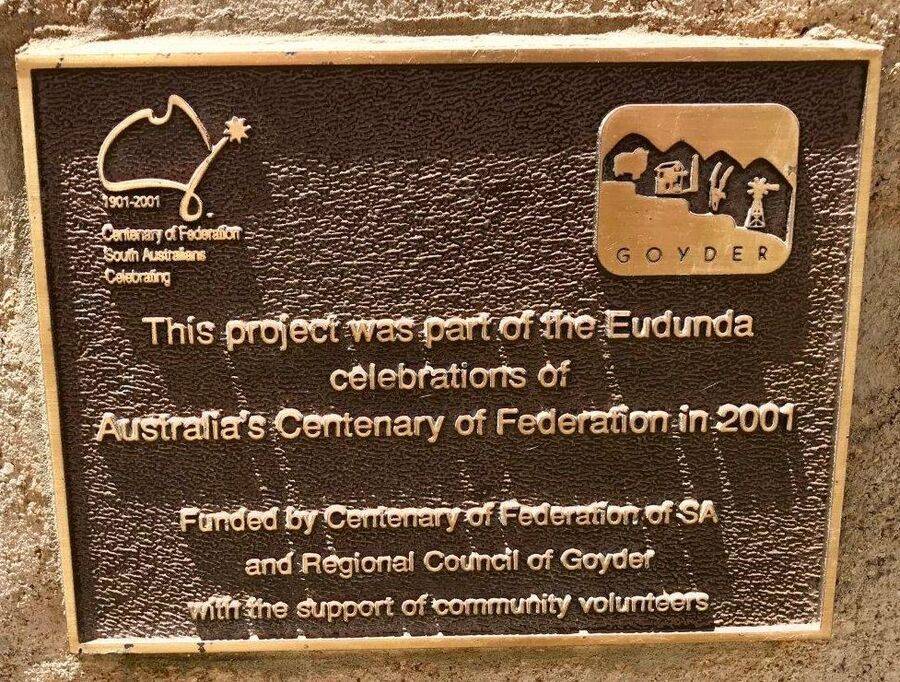 1901-2001
Centenary of Federation
South Australians
Celebrating
GOYDER
This project was part of the Eudunda
celebrations of
Australia's Centenary of Federation in 2001
Funded by Centenary of Federation of SA
and Regional Council of Goyder
with the support of community volunteers